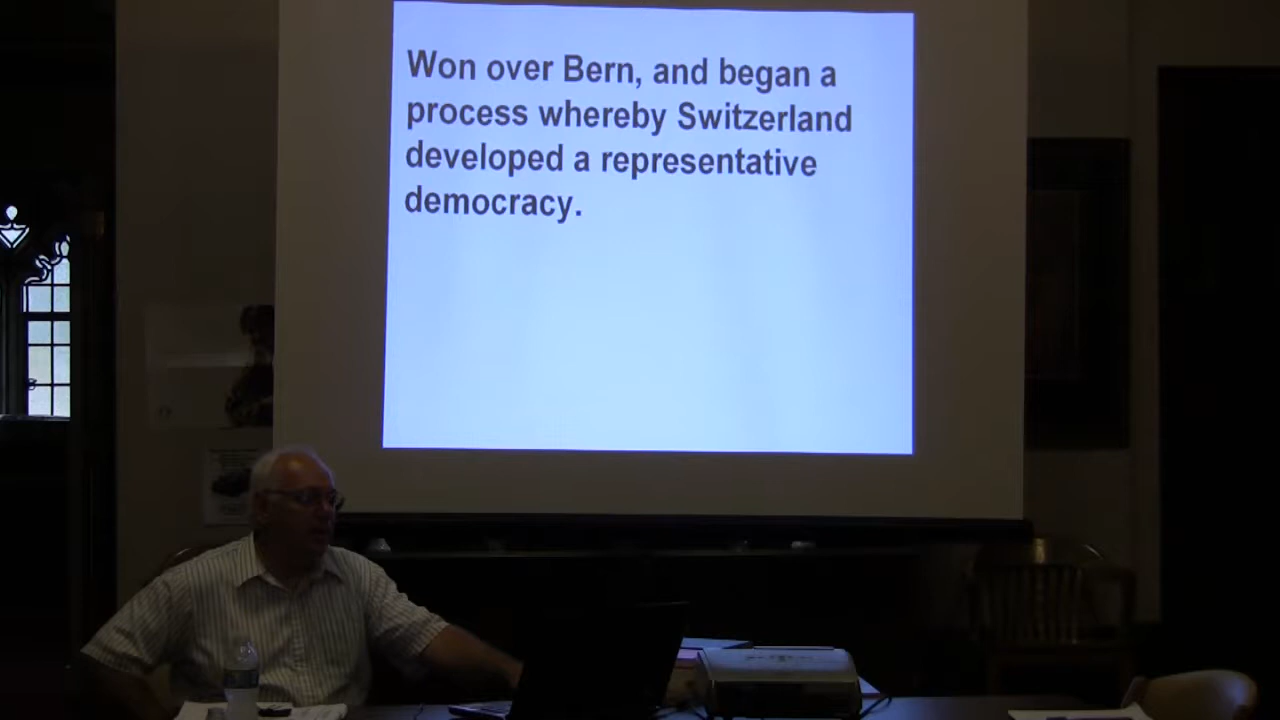 Won over Bern, and began a
process whereby Switzerland
developed a representative
democracy.